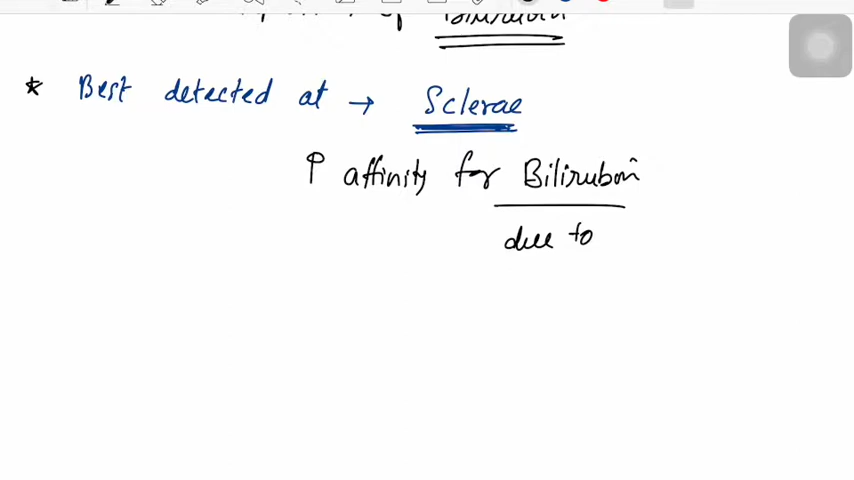 * Best detected at → Sclerae
↑ affinity for Bilirubin
due to